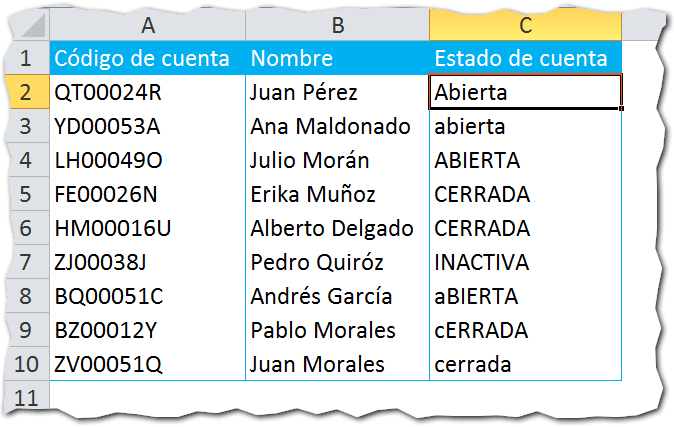 A B C
1 Código de cuenta Nombre Estado de cuenta
2 QT00024R Juan Pérez Abierta
3 YD00053A Ana Maldonado abierta
4 LH00049O Julio Morán ABIERTA
5 FE00026N Erika Muñoz CERRADA
6 HM00016U Alberto Delgado CERRADA
7 ZJ00038J Pedro Quiróz INACTIVA
8 BQ00051C Andrés García aBIERTA
9 BZ00012Y Pablo Morales cERRADA
10 ZV00051Q Juan Morales cerrada
11